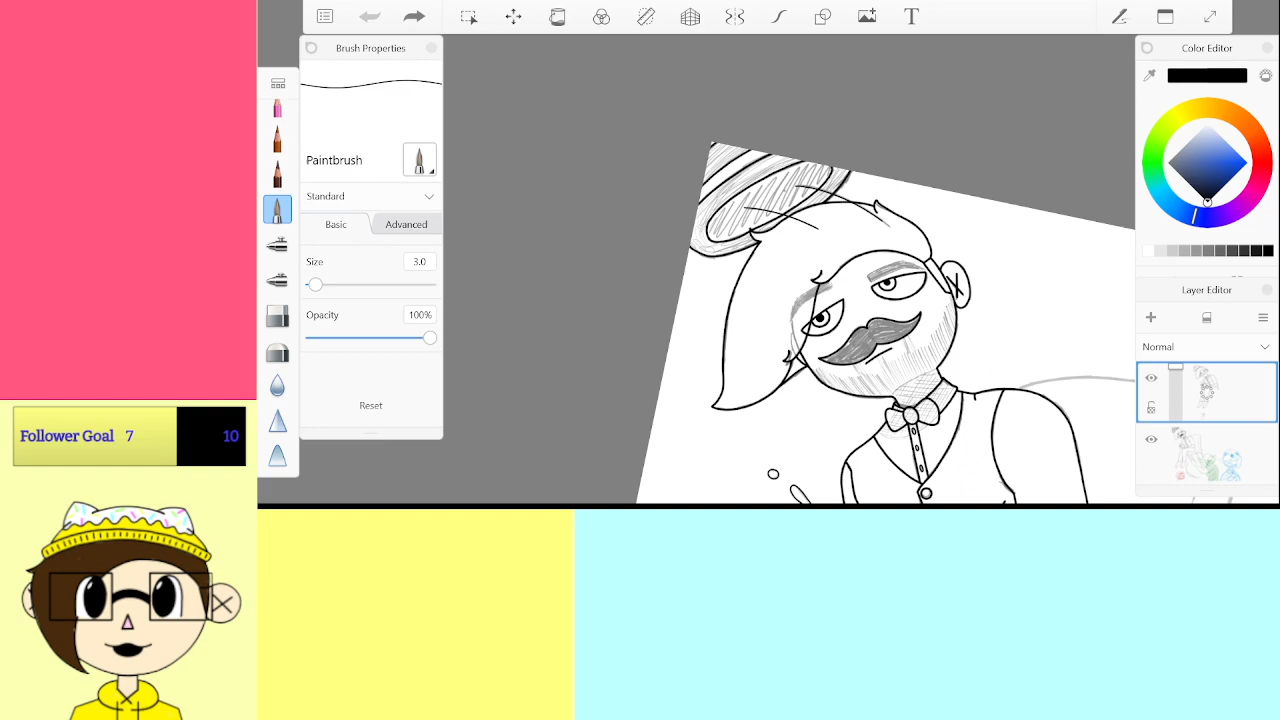 T
Brush Properties
Color Editor
Paintbrush
Standard
Basic
Advanced
Size
3.0
Opacity
100%
Reset
Layer Editor
Normal
Follower Goal 7
10